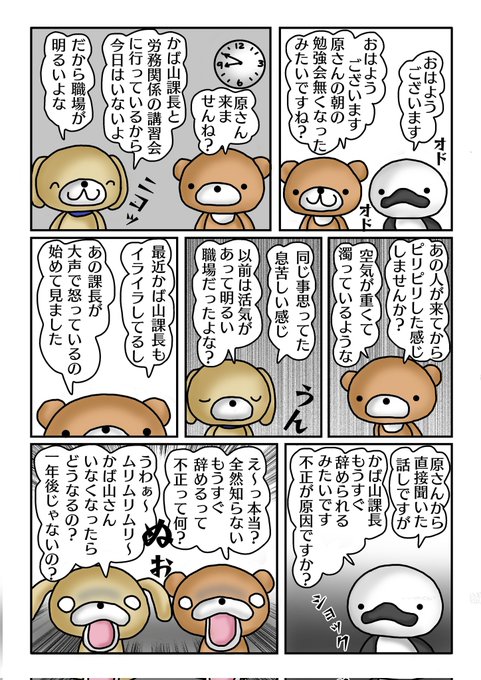 おはよう
ございます
オド
おはよう
ございます
原さんの朝の
勉強会無くなった
みたいですね？
オド
12
3
6
9
原さん
来ま
せんね？
かば山課長と
労務関係の講習会
に行っているから
今日はいないよ
だから職場が
明るいよな
ニコッ
あの人が来てから
ピリピリした感じ
しませんか？
空気が重くて
濁っているような
同じ事思ってた
息苦しい感じ
以前は活気が
あって明るい
職場だったよな？
うん
最近かば山課長も
イライラしてるし
あの課長が
大声で怒っているの
始めて見ました
原さんから
直接聞いた
話しですが
かば山課長
もうすぐ
辞められる
みたいです
不正が原因ですか？
ショック
え〜っ本当？
全然知らない
もうすぐ
辞めるって
不正って何？
ぬお
うわぁ〜
ムリムリムリ〜
かば山さん
いなくなったら
どうなるの？
一年後じゃないの？